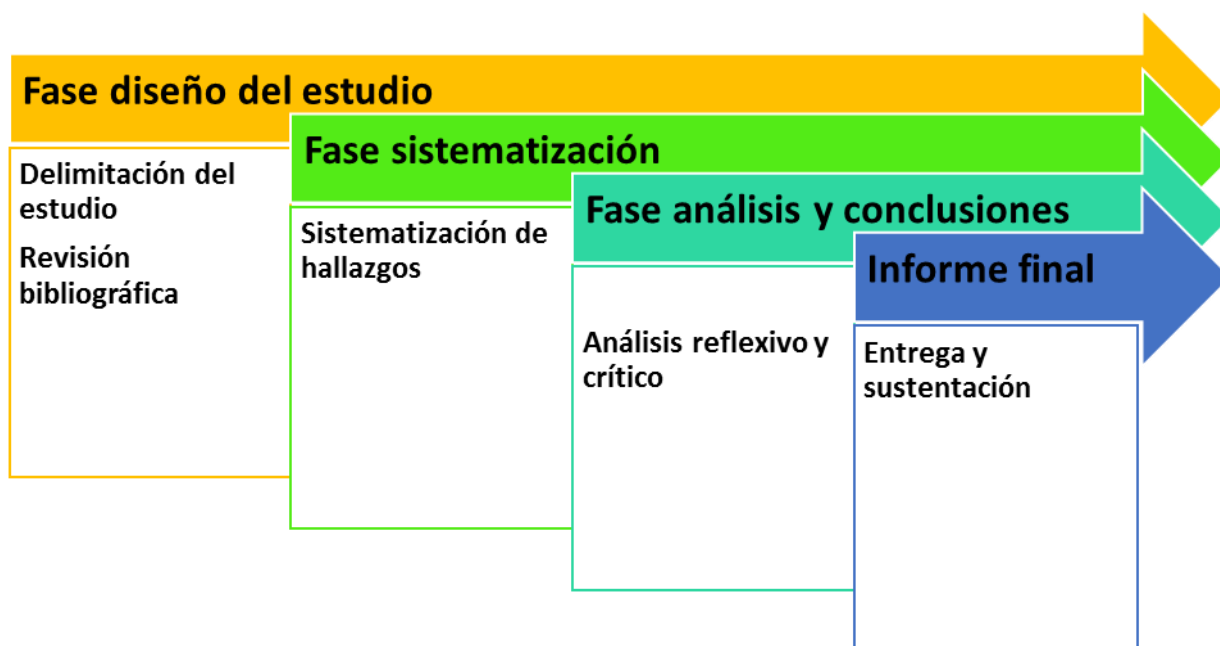 Fase diseño del estudio
Delimitación del
estudio
Revisión
bibliográfica
Fase sistematización
Sistematización de
hallazgos
Fase análisis y conclusiones
Análisis reflexivo y
crítico
Informe final
Entrega y
sustentación